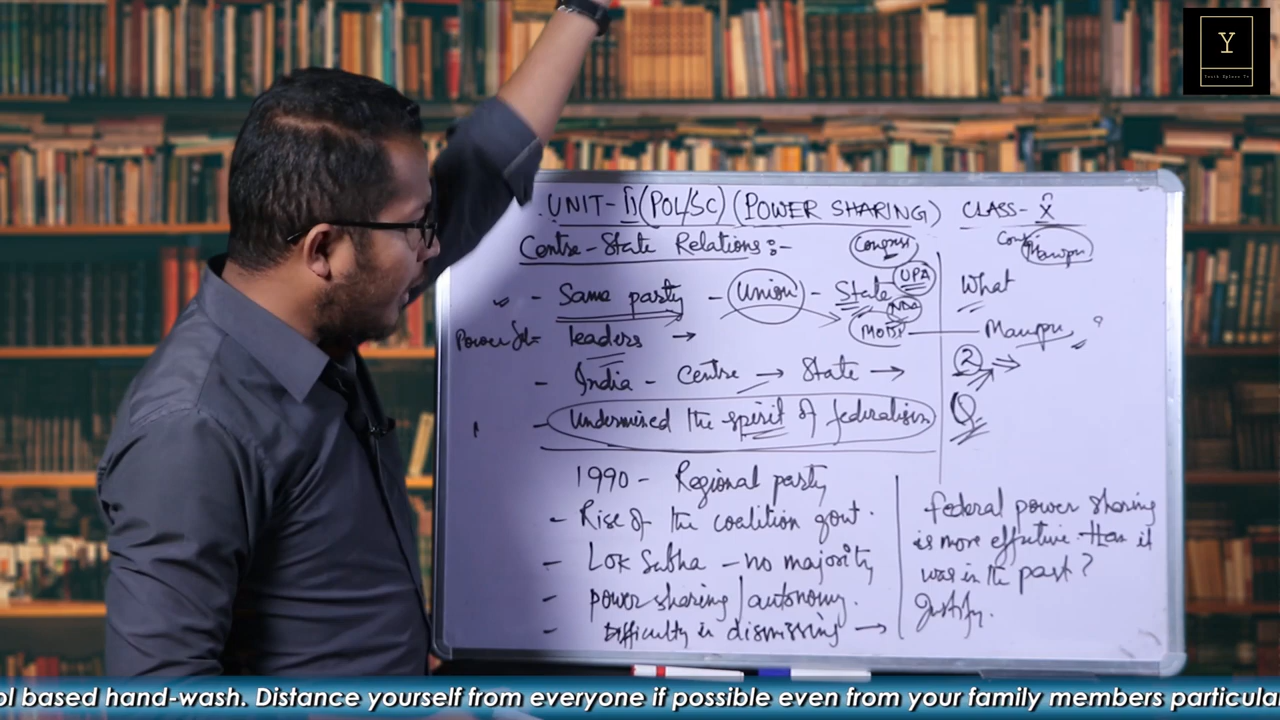 Y
UNIT-II (POL/SC) (POWER SHARING) CLASS- X
Centre-State Relations:-
Congress
Manipur
- Same party - Union - State
UPA
NDA
What
leaders →
Modi
Manipur ?
- India - Centre → State →
2
- Undermined the spirit of federalism
Q
1990 - Regional party
- Rise of the coalition govt.
- Lok Sabha - no majority
- power sharing/autonomy.
- Difficulty in dismissing →
federal power sharing
is more effective than it
was in the past?
Justify.
ol based hand-wash. Distance yourself from everyone if possible even from your family members particula